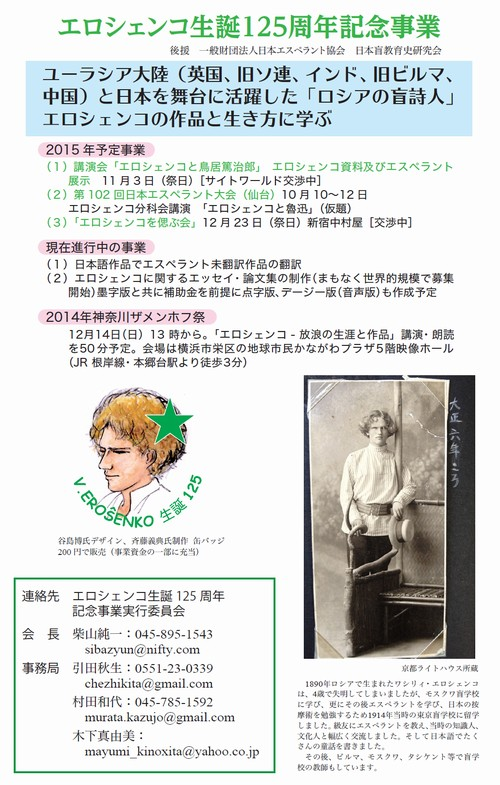 エロシェンコ生誕125周年記念事業
後援　一般財団法人日本エスペラント協会　日本盲教育史研究会
ユーラシア大陸（英国、旧ソ連、インド、旧ビルマ、
中国）と日本を舞台に活躍した「ロシアの盲詩人」
エロシェンコの作品と生き方に学ぶ
2015年予定事業
（1）講演会「エロシェンコと鳥居篤治郎」 エロシェンコ資料及びエスペラント
展示　11月3日（祭日）［サイトワールド交渉中］
（2）第102回日本エスペラント大会（仙台）10月10～12日
エロシェンコ分科会講演　「エロシェンコと魯迅」（仮題）
（3）「エロシェンコを偲ぶ会」12月23日（祭日）新宿中村屋［交渉中］
現在進行中の事業
（1）日本語作品でエスペラント未翻訳作品の翻訳
（2）エロシェンコに関するエッセイ・論文集の制作（まもなく世界的規模で募集
開始）墨字版と共に補助金を前提に点字版、デージー版（音声版）も作成予定
2014年神奈川ザメンホフ祭
12月14日（日）13時から。「エロシェンコ - 放浪の生涯と作品」講演・朗読
を50分予定。会場は横浜市栄区の地球市民かながわプラザ5階映像ホール
（JR 根岸線・本郷台駅より徒歩3分）
大正六年ころ
V.EROŜENKO 生誕 125
谷島博氏デザイン、斉藤義典氏制作 缶バッジ
200円で販売（事業資金の一部に充当）
連絡先　エロシェンコ生誕125周年
記念事業実行委員会
会　長　柴山純一：045-895-1543
sibazyun@nifty.com
事務局　引田秋生：0551-23-0339
chezhikita@gmail.com
村田和代：045-785-1592
murata.kazujo@gmail.com
木下真由美：
mayumi_kinoxita@yahoo.co.jp
京都ライトハウス所蔵
1890年ロシアで生まれたワシリィ・エロシェンコ
は、4歳で失明してしまいましたが、モスクワ盲学校
に学び、更にその後エスペラントを学び、日本の按
摩術を勉強するため1914年当時の東京盲学校に留学
しました。級友にエスペラントを教え、当時の知識人、
文化人と幅広く交流しました。そして日本語でたく
さんの童話を書きました。
その後、ビルマ、モスクワ、タシケント等で盲学
校の教師もしています。